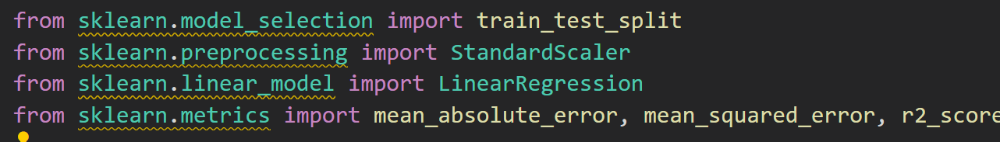 from sklearn.model_selection import train_test_split
from sklearn.preprocessing import StandardScaler
from sklearn.linear_model import LinearRegression
from sklearn.metrics import mean_absolute_error, mean_squared_error, r2_score